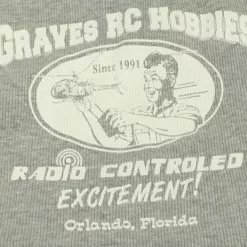 GRAVES RC HOBBIES
Since 1991
RADIO CONTROLED
EXCITEMENT!
Orlando, Florida